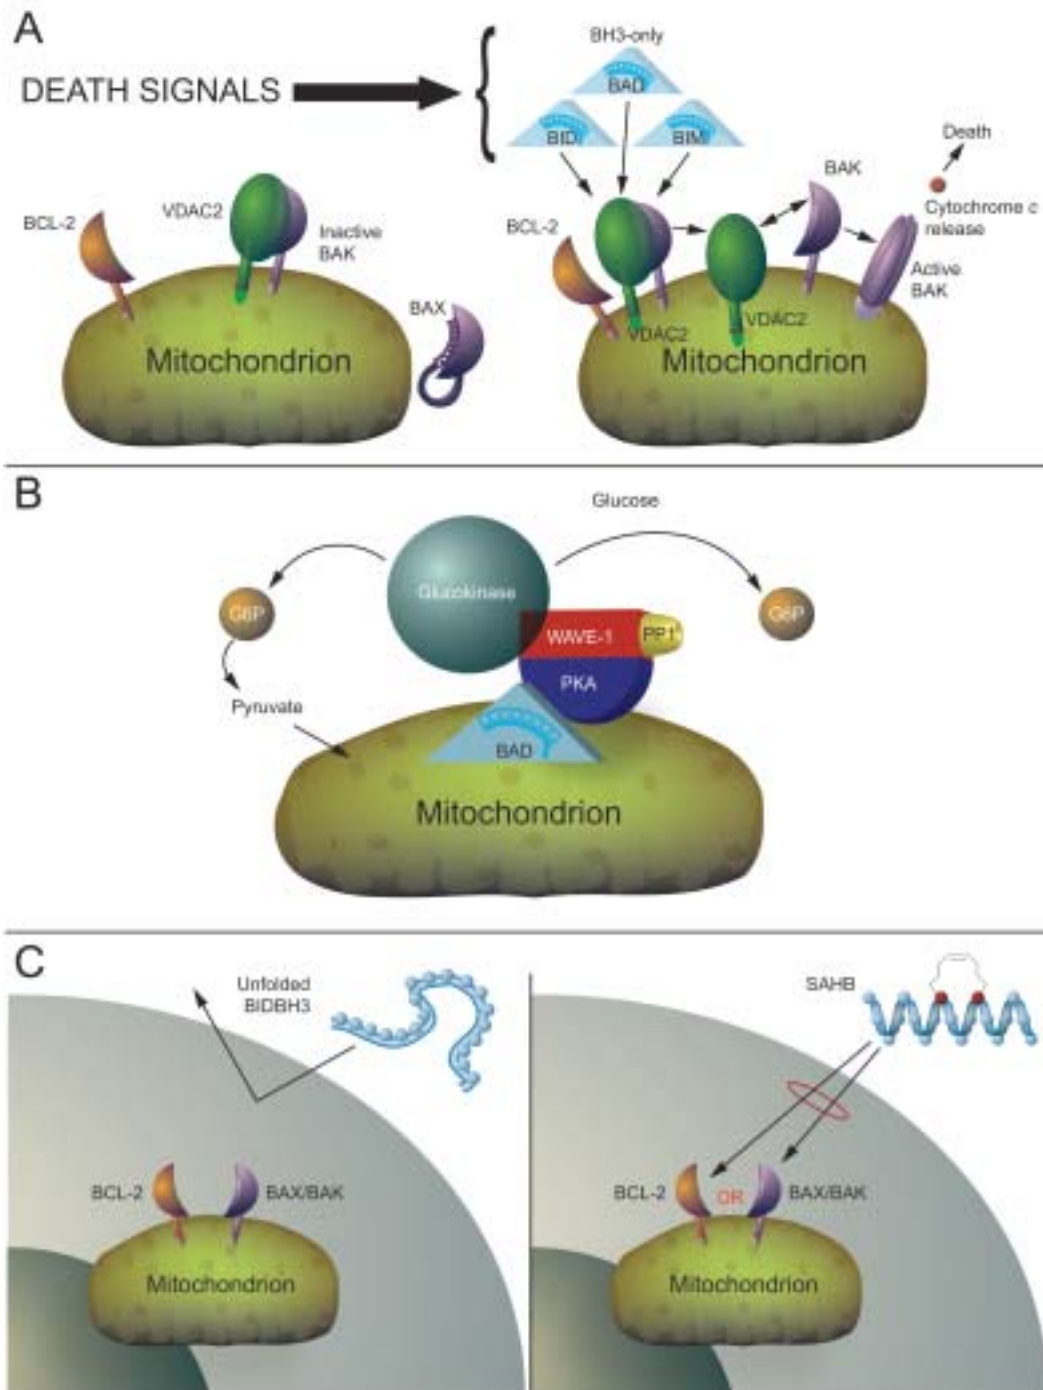 A
DEATH SIGNALS
BH3-only
BAD
BID
BIM
BCL-2
VDAC2
Inactive
BAK
BAX
Mitochondrion
BCL-2
VDAC2
VDAC2
BAK
Death
Cytochrome c
release
Active
BAK
Mitochondrion
B
Glucose
Glucokinase
G6P
G6P
WAVE-1
PP1
PKA
Pyruvate
BAD
Mitochondrion
C
Unfolded
BIDBH3
BCL-2
BAX/BAK
Mitochondrion
SAHB
BCL-2
OR
BAX/BAK
Mitochondrion